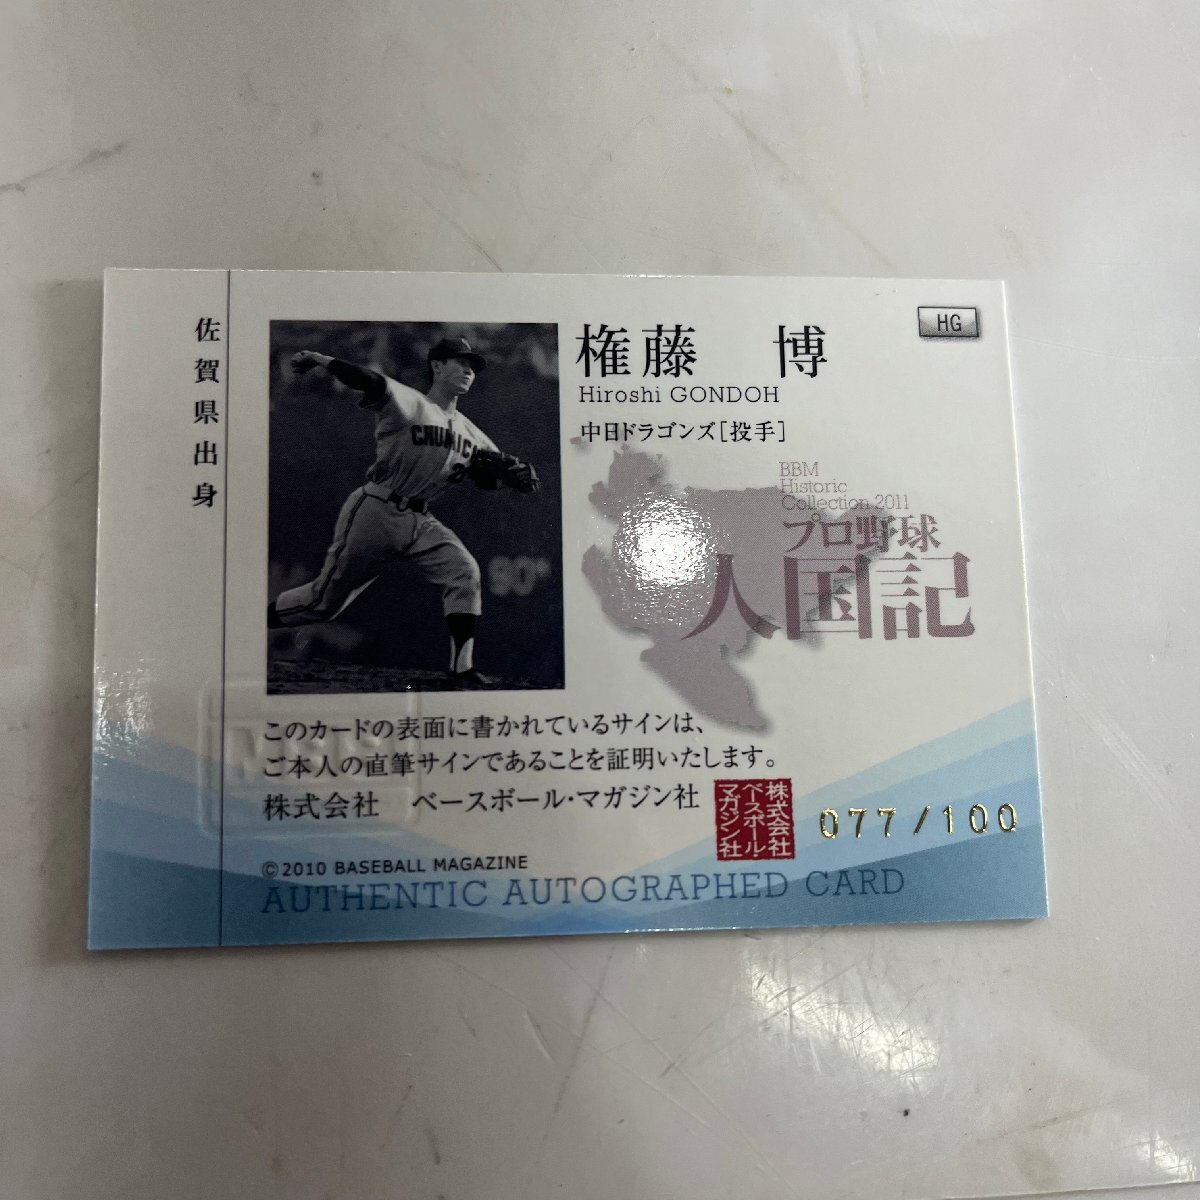 佐賀県出身
権藤 博
HG
Hiroshi GONDOH
中日ドラゴンズ[投手]
BBM
Historic
Collection 2011
プロ野球
人国記
このカードの表面に書かれているサインは、
ご本人の直筆サインであることを証明いたします。
株式会社 ベースボール・マガジン社
株式会社
ベースボール・
マガジン社
077/100
©2010 BASEBALL MAGAZINE
AUTHENTIC AUTOGRAPHED CARD